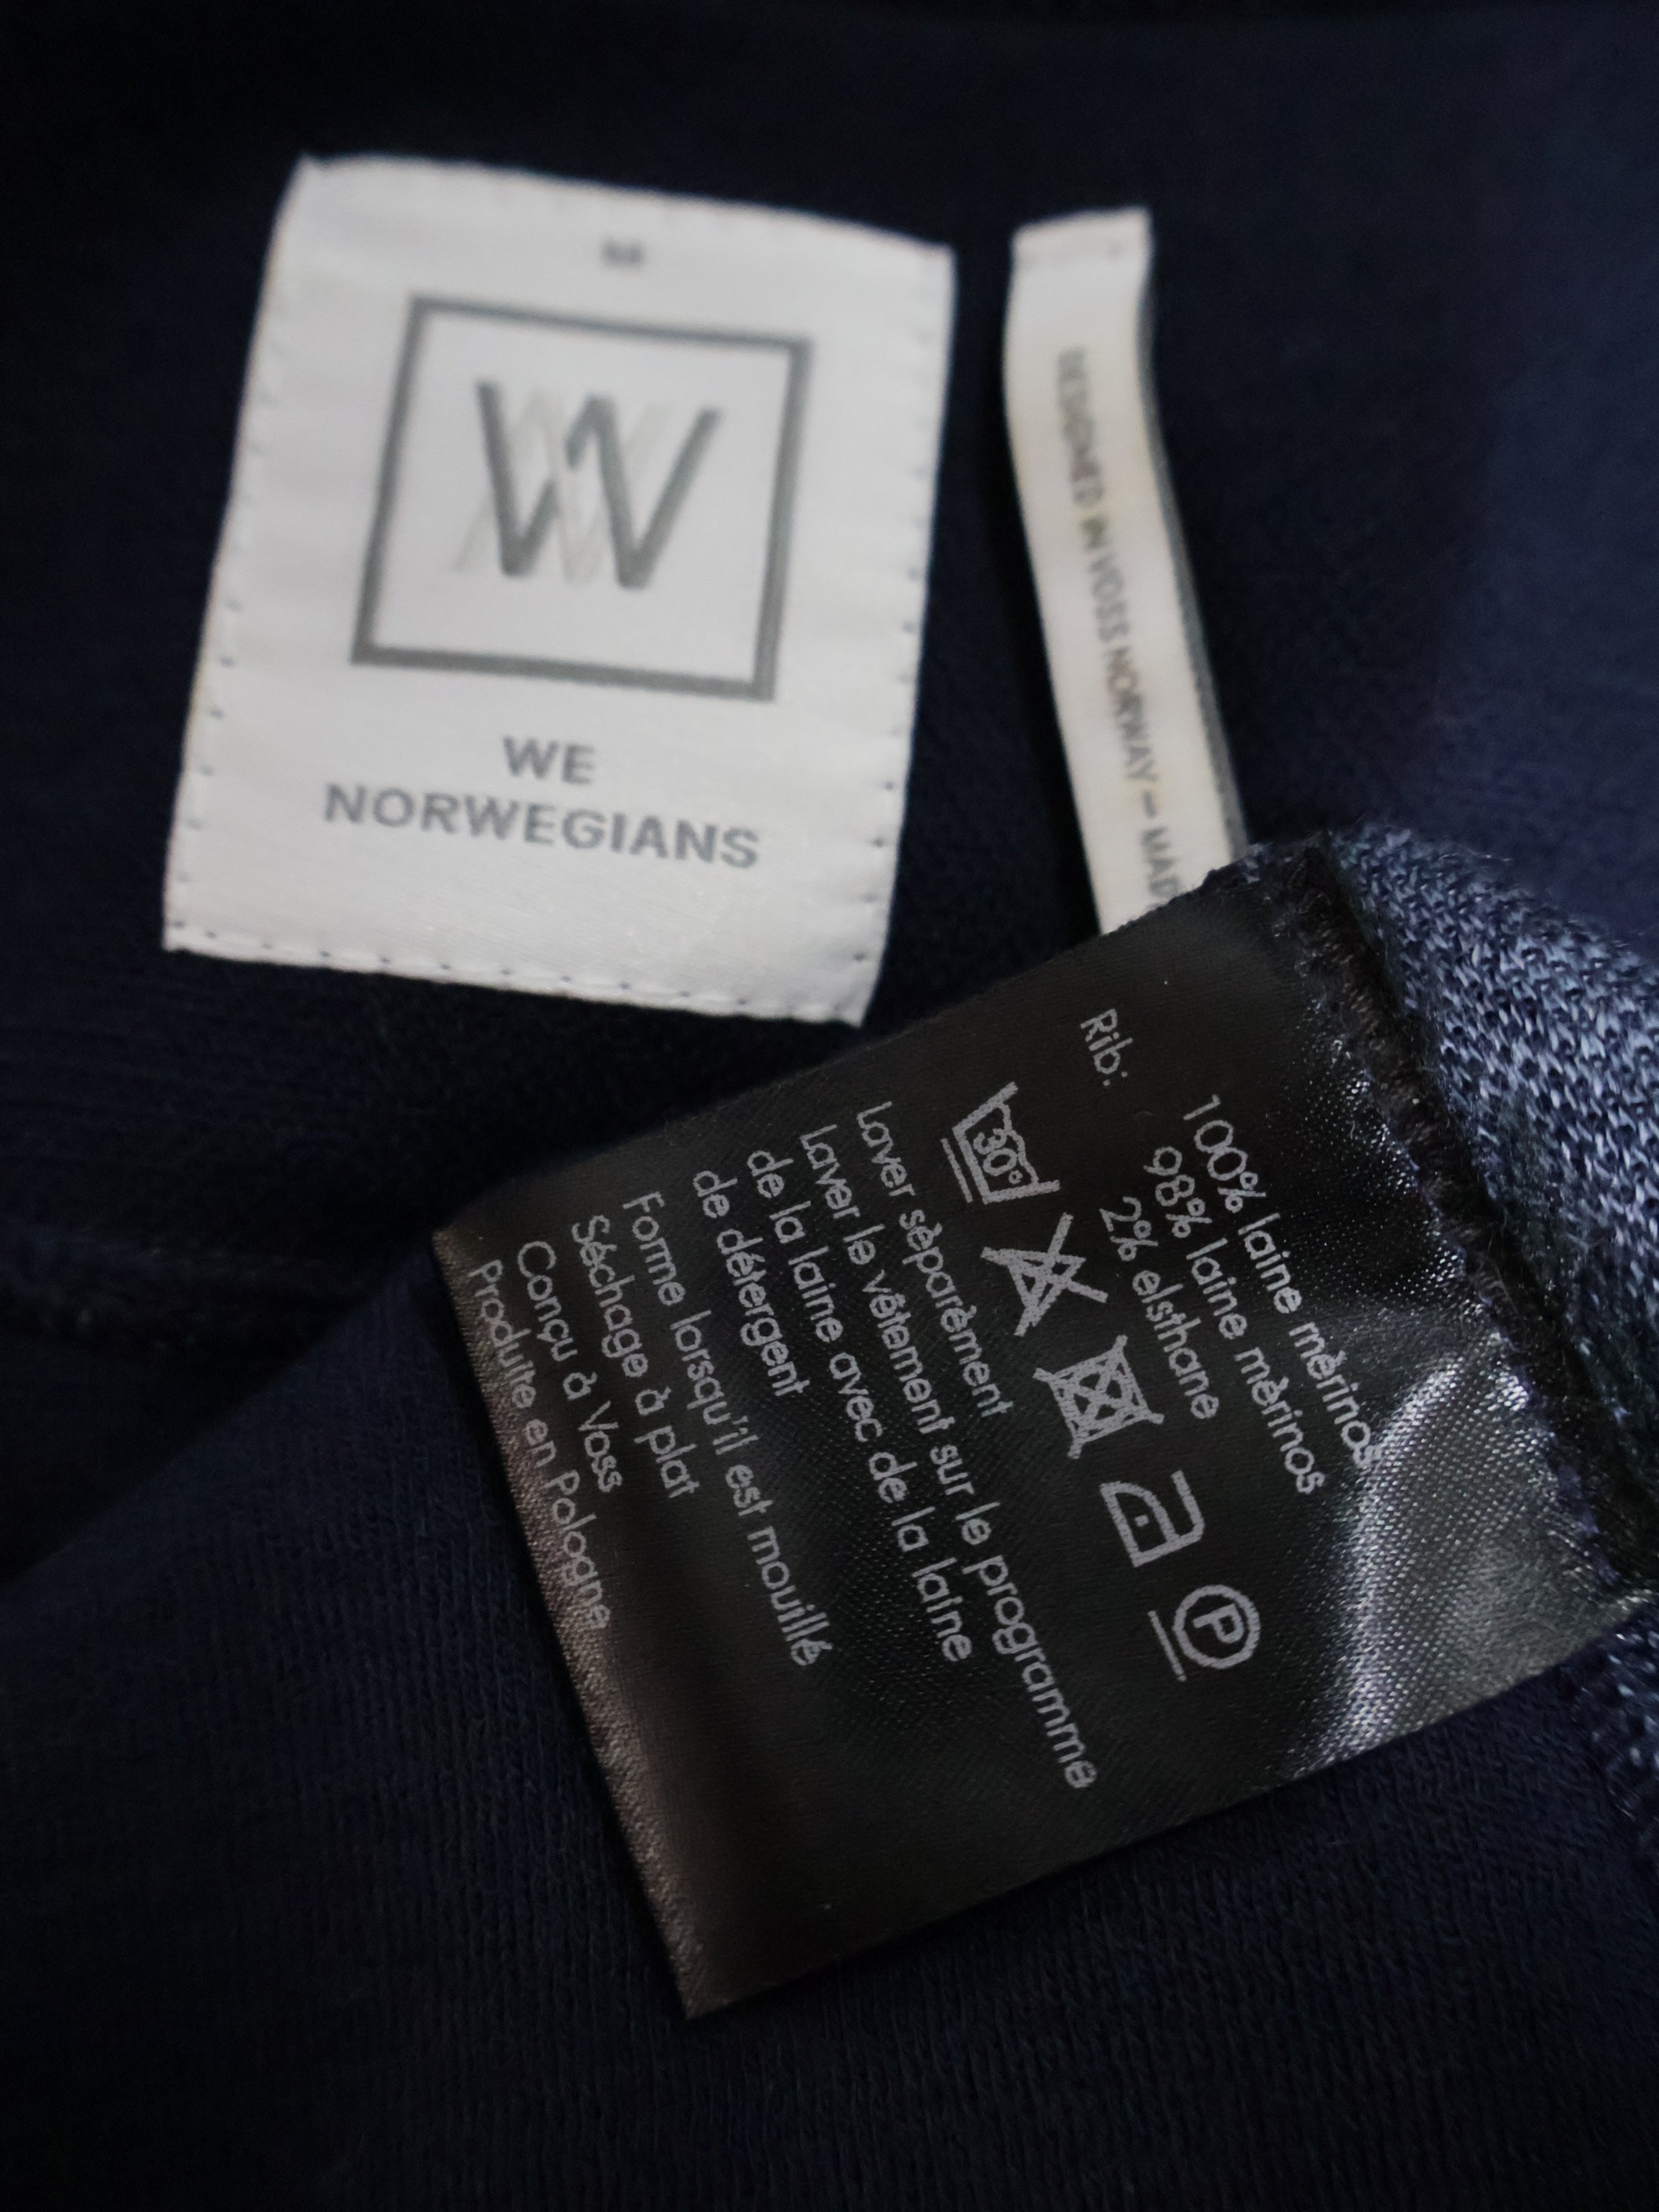 M
W
WE
NORWEGIANS
DESIGNED IN VOSS NORWAY – MAD
100% laine mèrinos
Rib: 98% laine mèrinos
2% elsthane
30°
P
Laver sèparèment
Laver le vêtement sur le programme
de la laine avec de la laine
de détergent
Forme lorsqu'il est mouillé
Séchage à plat
Conçu à Voss
Produite en Pologne